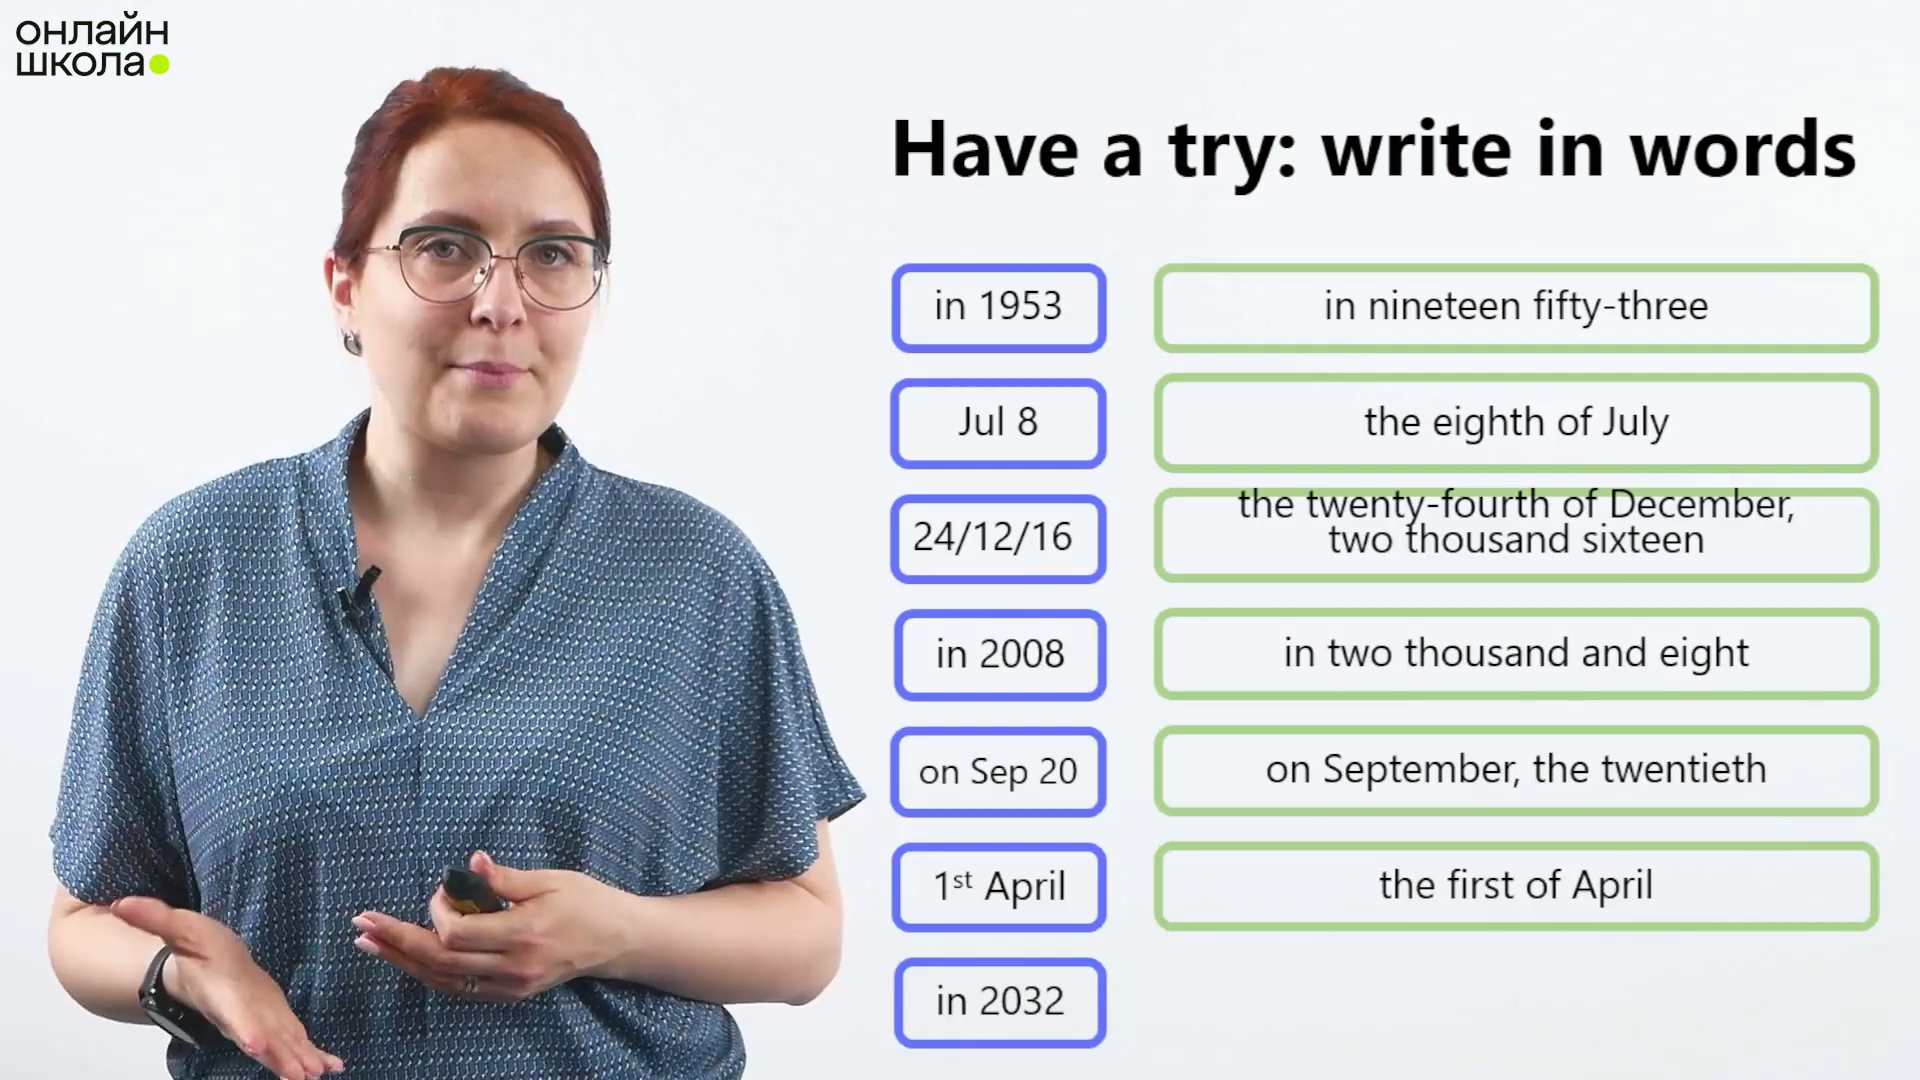 онлайн
школа
Have a try: write in words
in 1953
in nineteen fifty-three
Jul 8
the eighth of July
24/12/16
the twenty-fourth of December,
two thousand sixteen
in 2008
in two thousand and eight
on Sep 20
on September, the twentieth
1st April
the first of April
in 2032